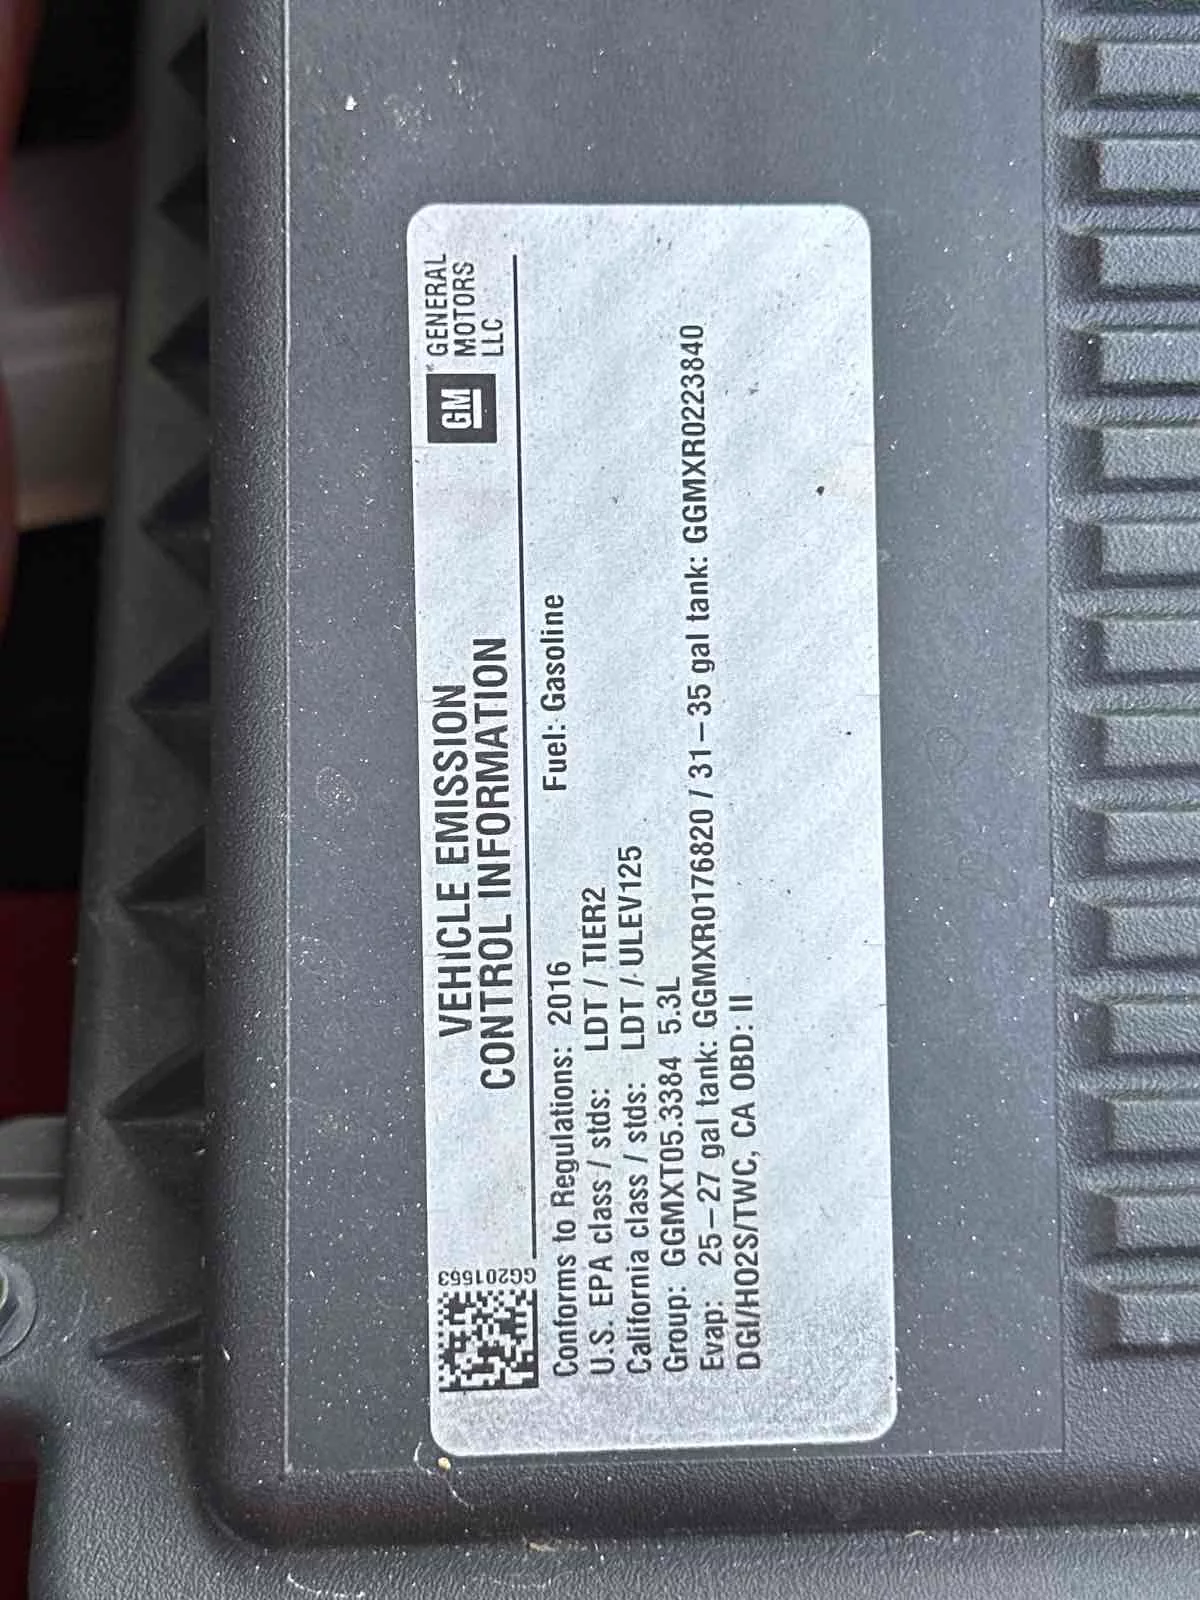 GG201553
VEHICLE EMISSION
CONTROL INFORMATION
GM
GENERAL
MOTORS
LLC
Conforms to Regulations: 2016 Fuel: Gasoline
U.S. EPA class / stds: LDT / TIER2
California class / stds: LDT / ULEV125
Group: GGMXT05.3384 5.3L
Evap: 25–27 gal tank: GGMXR0176820 / 31–35 gal tank: GGMXR0223840
DGI/HO2S/TWC, CA OBD: II